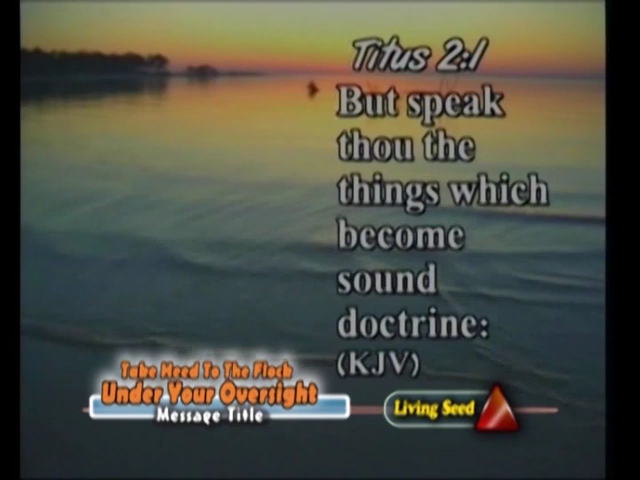 Titus 2:1
But speak
thou the
things which
become
sound
doctrine:
(KJV)
Take Heed To The Flock
Under Your Oversight
Message Title
Living Seed